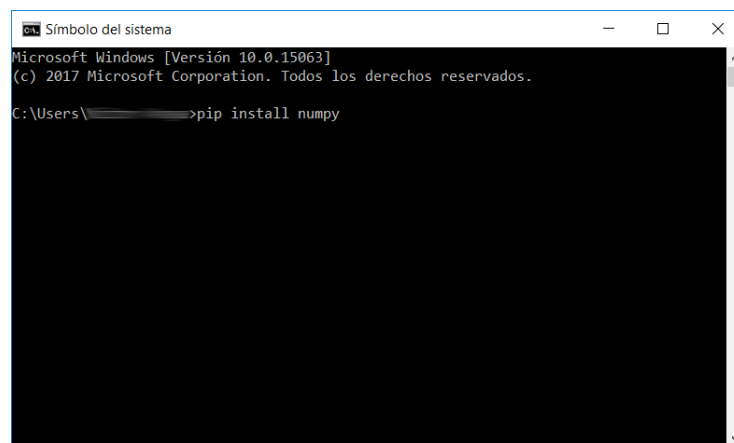 Símbolo del sistema
Microsoft Windows [Versión 10.0.15063]
(c) 2017 Microsoft Corporation. Todos los derechos reservados.
C:\Users\>pip install numpy